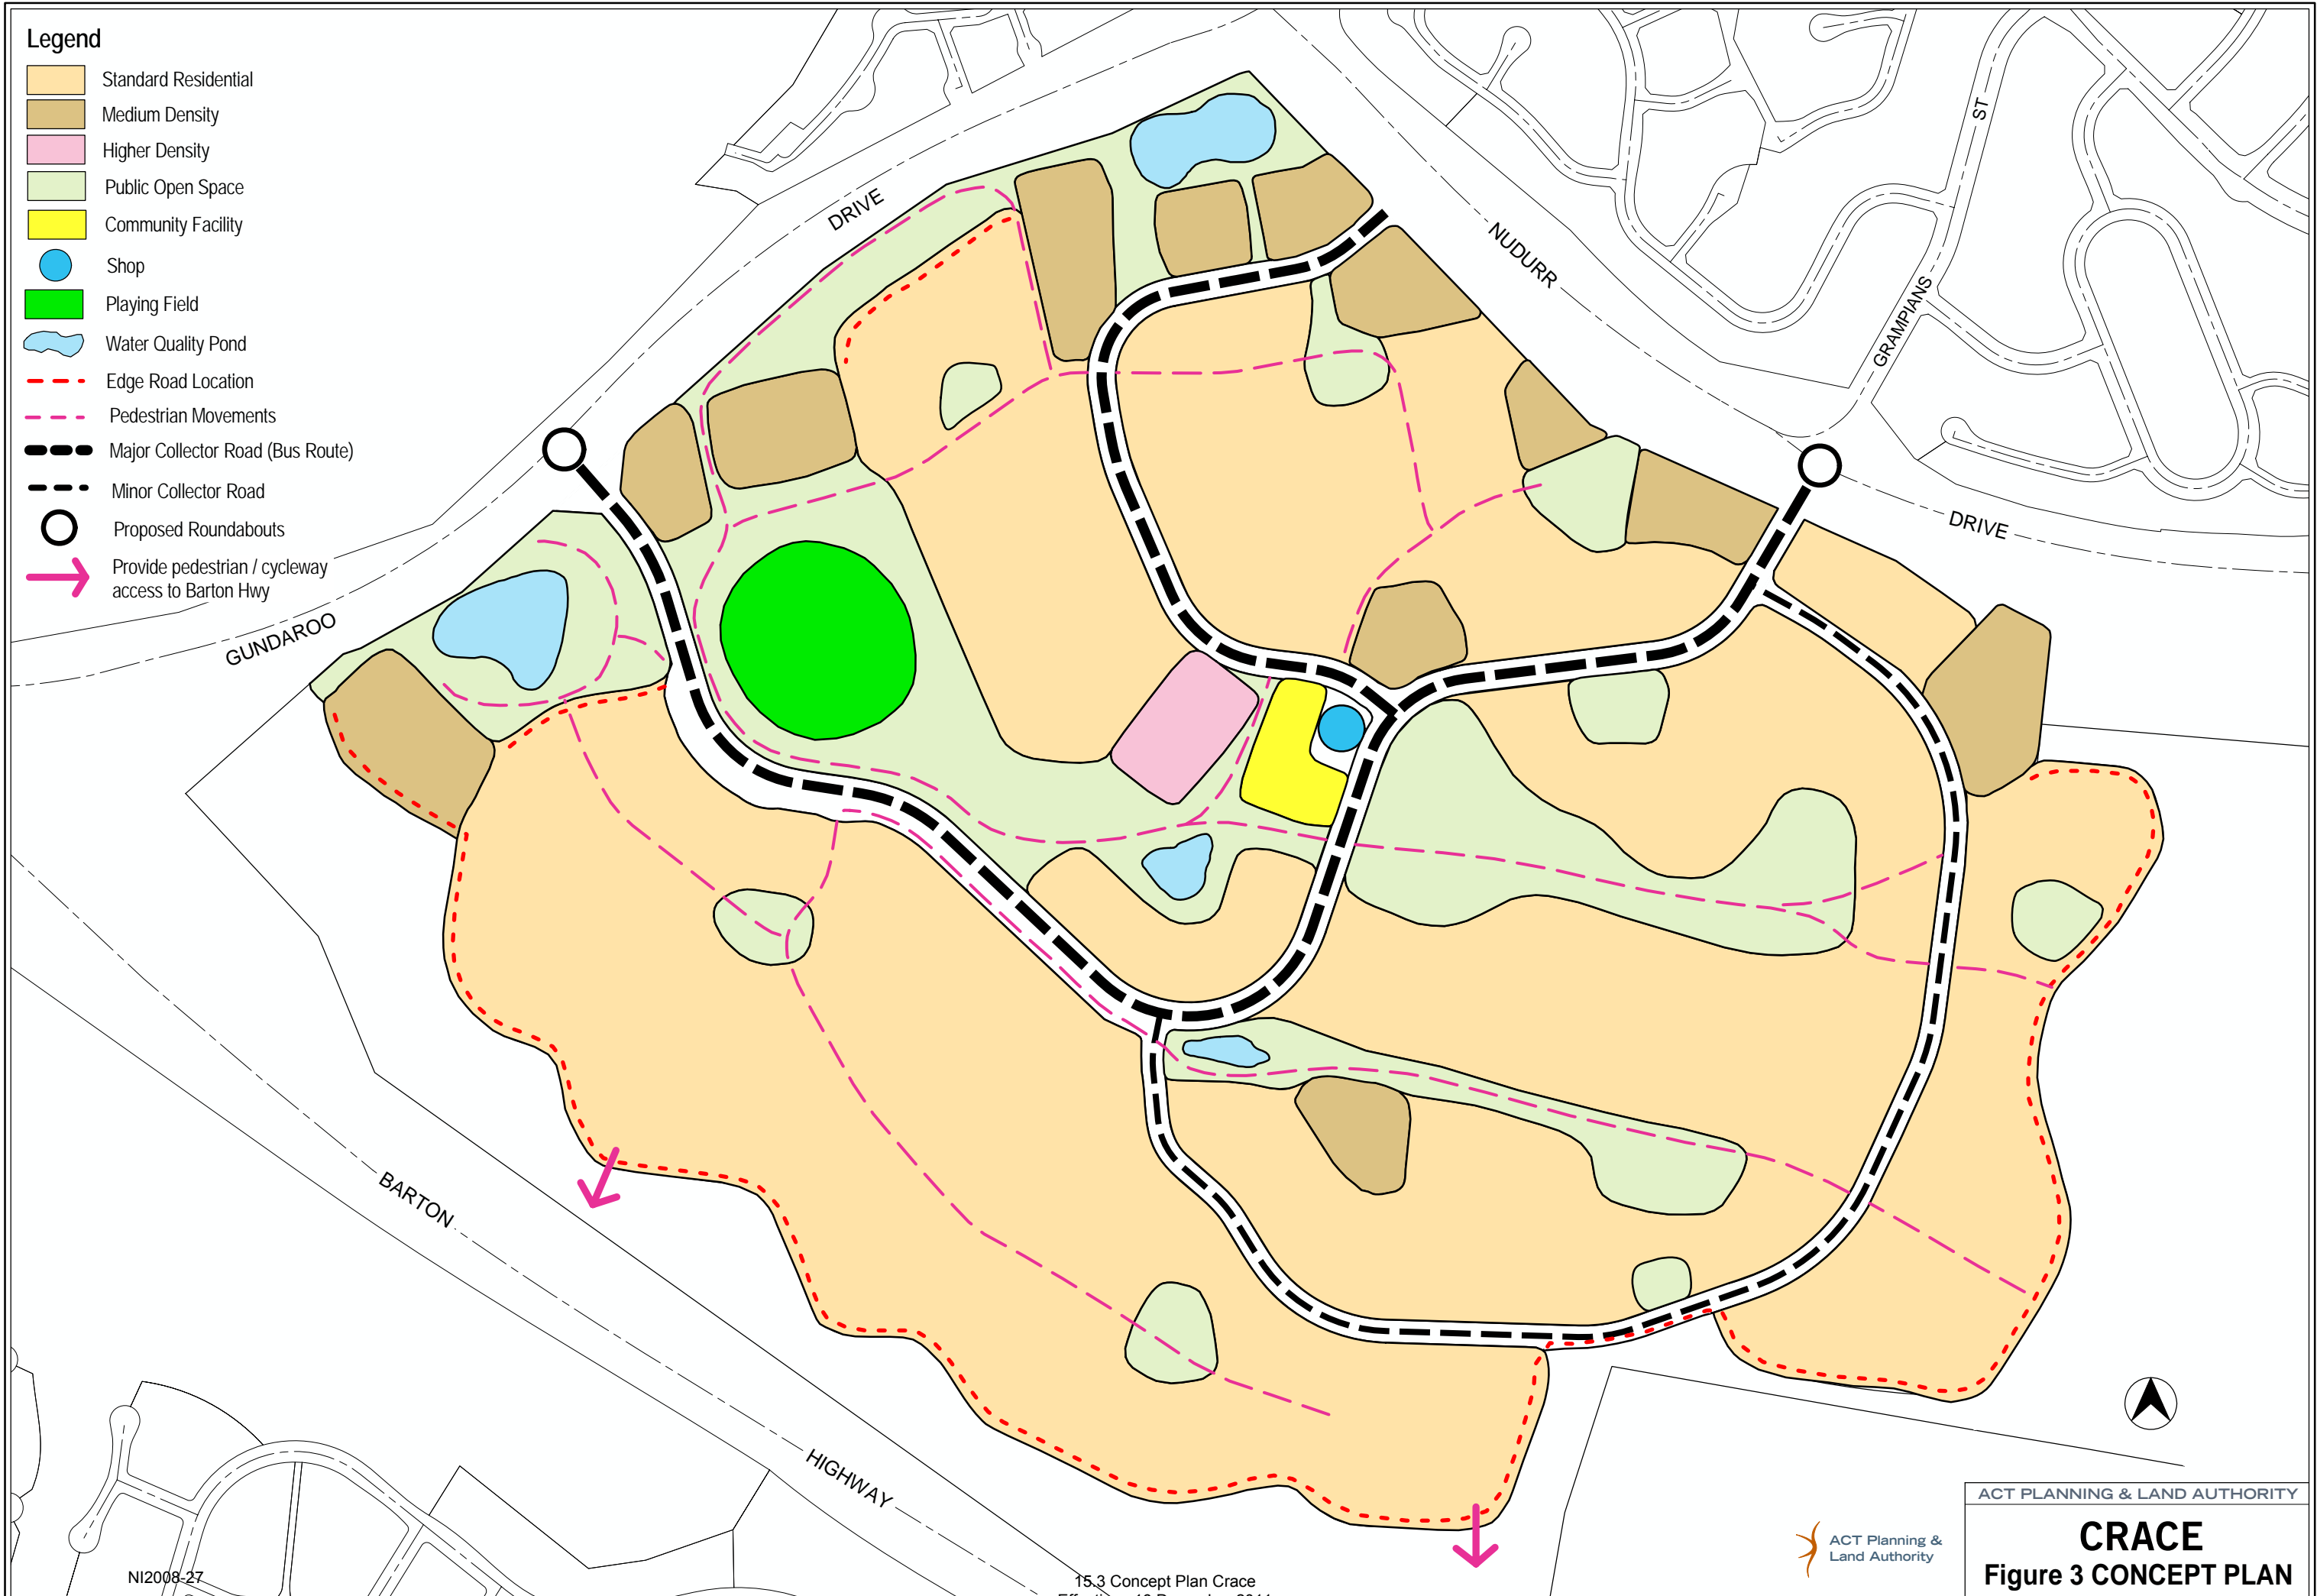 Legend
Standard Residential
Medium Density
Higher Density
Public Open Space
Community Facility
Shop
Playing Field
Water Quality Pond
Edge Road Location
Pedestrian Movements
Major Collector Road (Bus Route)
Minor Collector Road
Proposed Roundabouts
Provide pedestrian / cycleway
access to Barton Hwy
GUNDAROO
DRIVE
NUDURR
DRIVE
GRAMPIANS
ST
BARTON
HIGHWAY
NI2008-27
15.3 Concept Plan Crace
ACT Planning &
Land Authority
ACT PLANNING & LAND AUTHORITY
CRACE
Figure 3 CONCEPT PLAN